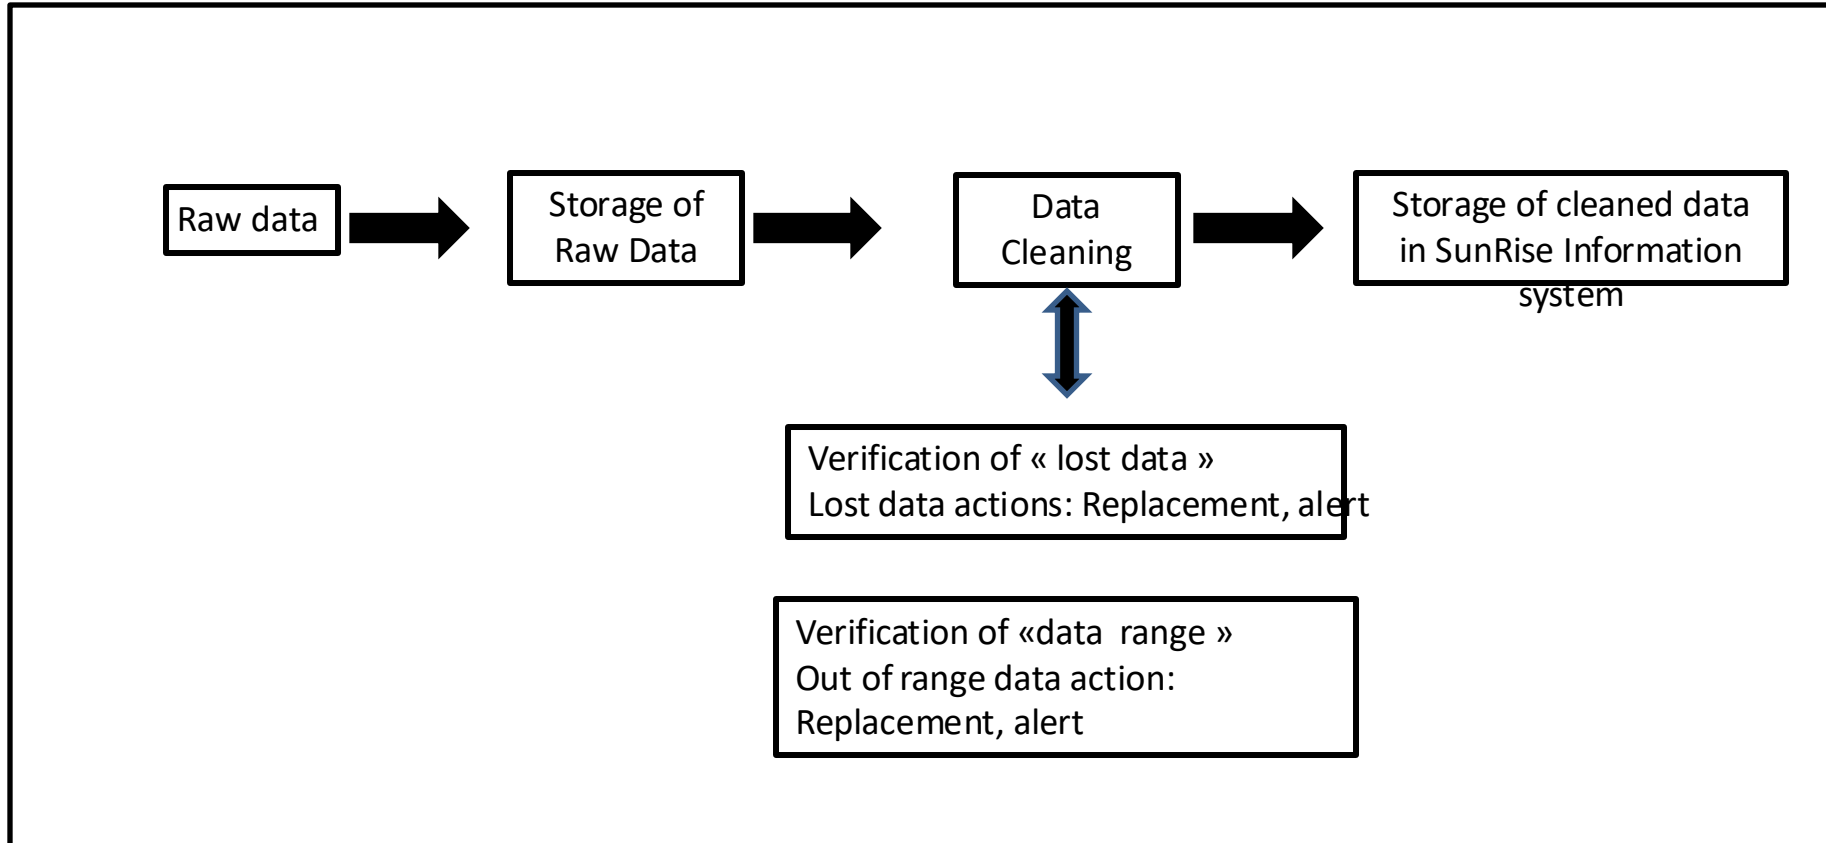 Raw data
Storage of
Raw Data
Data
Cleaning
Storage of cleaned data
in SunRise Information
system
Verification of « lost data »
Lost data actions: Replacement, alert
Verification of «data  range »
Out of range data action:
Replacement, alert